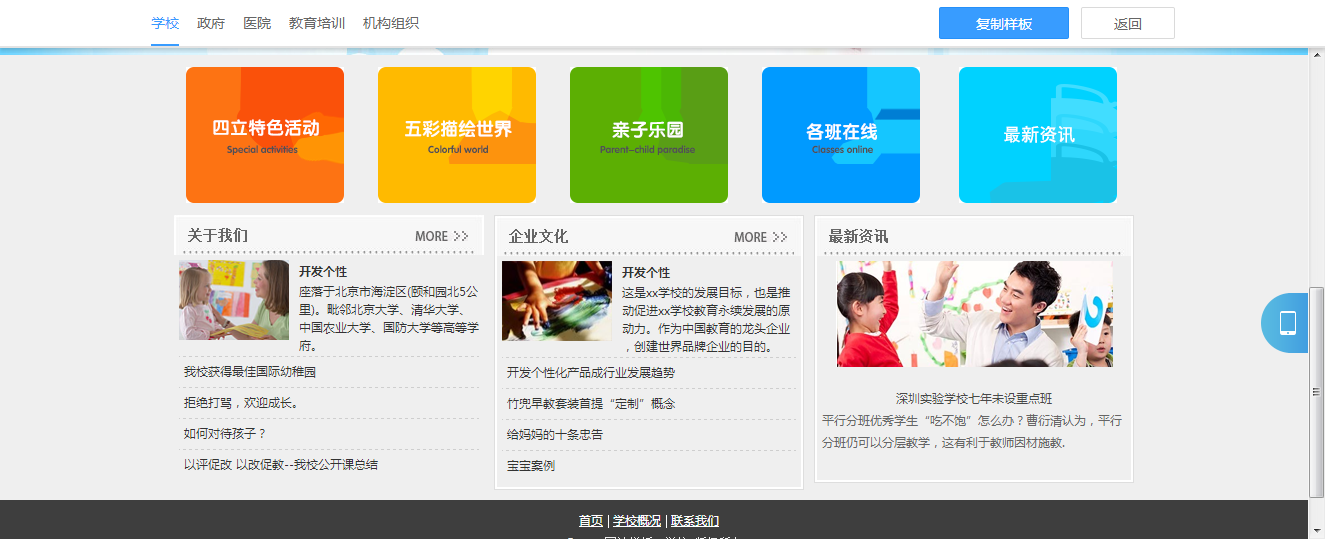 学校 政府 医院 教育培训 机构组织 复制样板 返回
四立特色活动
Special activities
五彩描绘世界
Colorful world
亲子乐园
Parent-child paradise
各班在线
Classes online
最新资讯
关于我们 MORE
开发个性
座落于北京市海淀区(颐和园北5公
里)。毗邻北京大学、清华大学、
中国农业大学、国防大学等高等学
府。
我校获得最佳国际幼稚园
拒绝打骂，欢迎成长。
如何对待孩子？
以评促改 以改促教--我校公开课总结
企业文化 MORE
开发个性
这是xx学校的发展目标，也是推
动促进xx学校教育永续发展的原
动力。作为中国教育的龙头企业
，创建世界品牌企业的目的。
开发个性化产品成行业发展趋势
竹兜早教套装首提“定制”概念
给妈妈的十条忠告
宝宝案例
最新资讯
深圳实验学校七年未设重点班
平行分班优秀学生“吃不饱”怎么办？曹衍清认为，平行
分班仍可以分层教学，这有利于教师因材施教.
首页 | 学校概况 | 联系我们